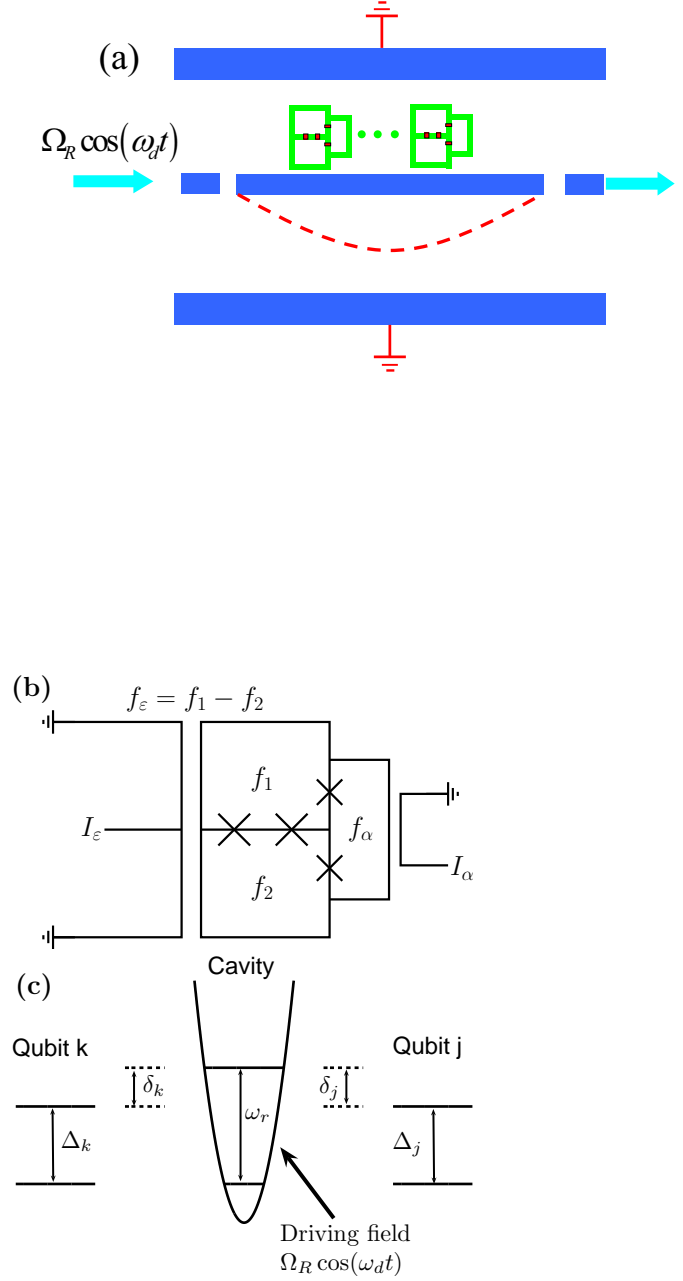 (a)
Ω_R cos(ω_d t)
(b)
f_ε = f_1 − f_2
f_1
I_ε
f_α
f_2
I_α
Cavity
(c)
Qubit k
Qubit j
δ_k
δ_j
ω_r
Δ_k
Δ_j
Driving field
Ω_R cos(ω_d t)